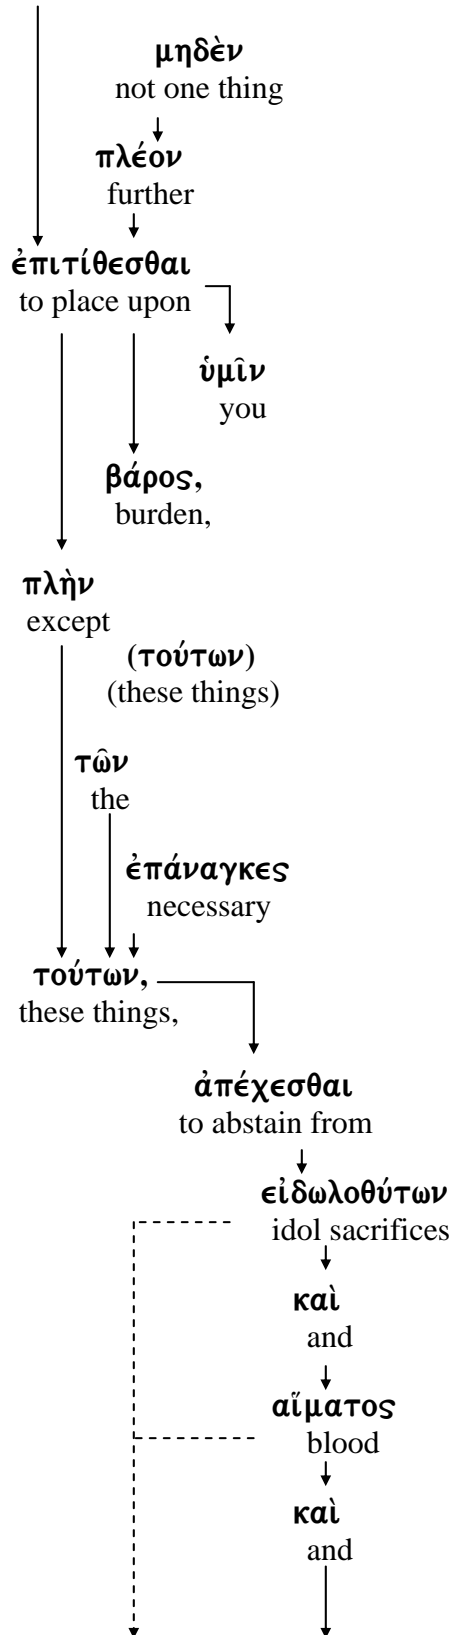 μηδὲν
not one thing
πλέον
further
ἐπιτίθεσθαι
to place upon
ὑμῖν
you
βάρος,
burden,
πλὴν
except
(τούτων)
(these things)
τῶν
the
ἐπάναγκες
necessary
τούτων,
these things,
ἀπέχεσθαι
to abstain from
εἰδωλοθύτων
idol sacrifices
καὶ
and
αἵματος
blood
καὶ
and